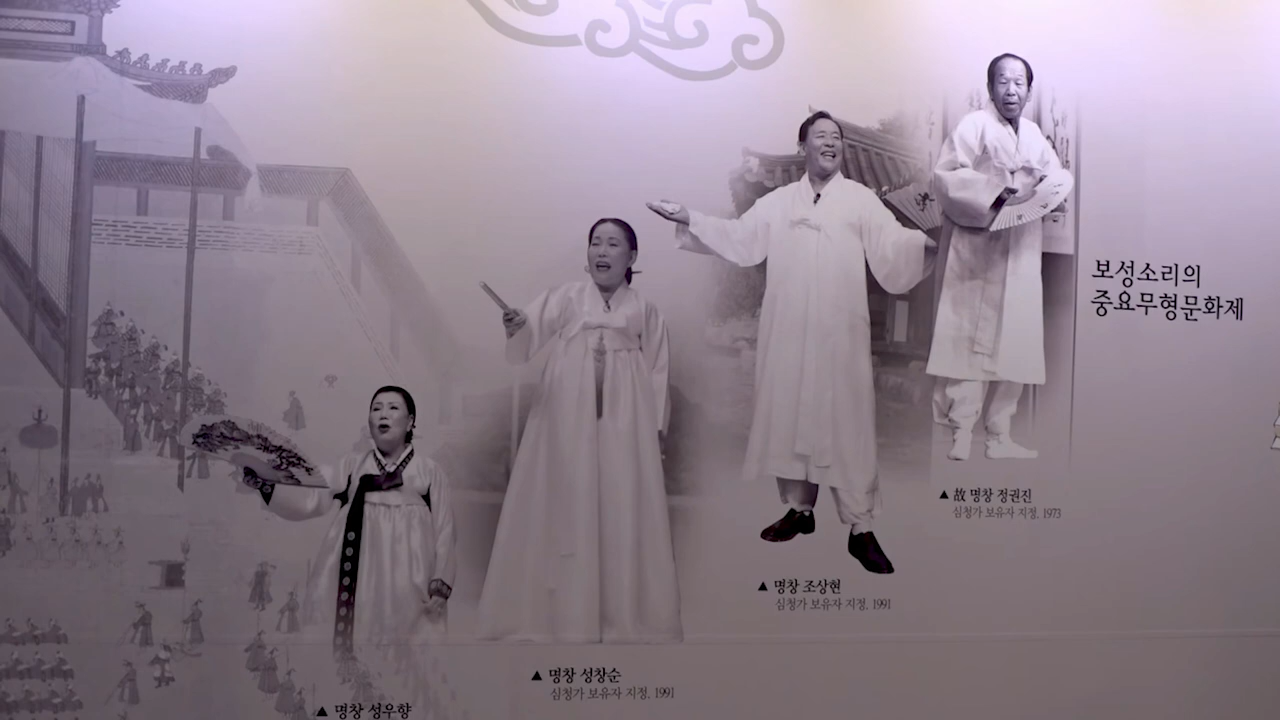 보성소리의
중요무형문화제
▲ 故 명창 정권진
심청가 보유자 지정. 1973
▲ 명창 조상현
심청가 보유자 지정. 1991
▲ 명창 성창순
심청가 보유자 지정. 1991
▲ 명창 성우향